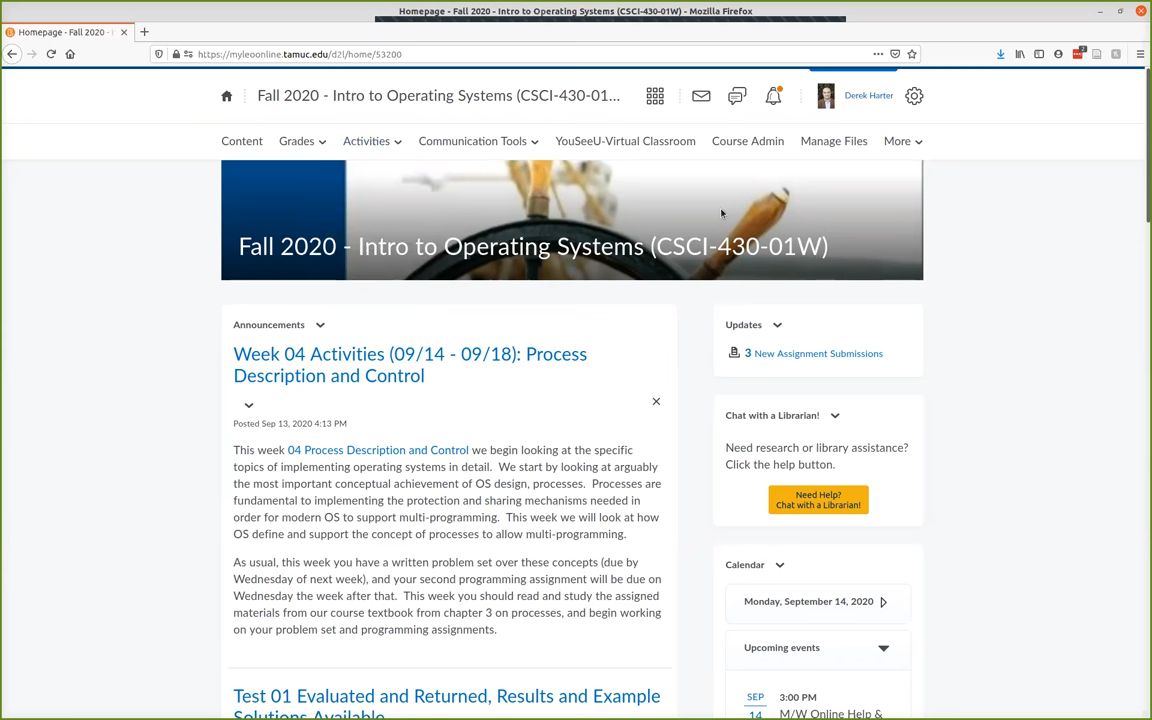 Homepage - Fall 2020 - Intro to Operating Systems (CSCI-430-01W) - Mozilla Firefox
Homepage - Fall 2020 -
https://myleoonline.tamuc.edu/d2l/home/53200
Fall 2020 - Intro to Operating Systems (CSCI-430-01...
Derek Harter
Content Grades Activities Communication Tools YouSeeU-Virtual Classroom Course Admin Manage Files More
Fall 2020 - Intro to Operating Systems (CSCI-430-01W)
Announcements
Week 04 Activities (09/14 - 09/18): Process
Description and Control
Posted Sep 13, 2020 4:13 PM
This week 04 Process Description and Control we begin looking at the specific
topics of implementing operating systems in detail. We start by looking at arguably
the most important conceptual achievement of OS design, processes. Processes are
fundamental to implementing the protection and sharing mechanisms needed in
order for modern OS to support multi-programming. This week we will look at how
OS define and support the concept of processes to allow multi-programming.
As usual, this week you have a written problem set over these concepts (due by
Wednesday of next week), and your second programming assignment will be due on
Wednesday the week after that. This week you should read and study the assigned
materials from our course textbook from chapter 3 on processes, and begin working
on your problem set and programming assignments.
Test 01 Evaluated and Returned, Results and Example
Solutions Available
Updates
3 New Assignment Submissions
Chat with a Librarian!
Need research or library assistance?
Click the help button.
Need Help?
Chat with a Librarian!
Calendar
Monday, September 14, 2020
Upcoming events
SEP
14
3:00 PM
M/W Online Help &